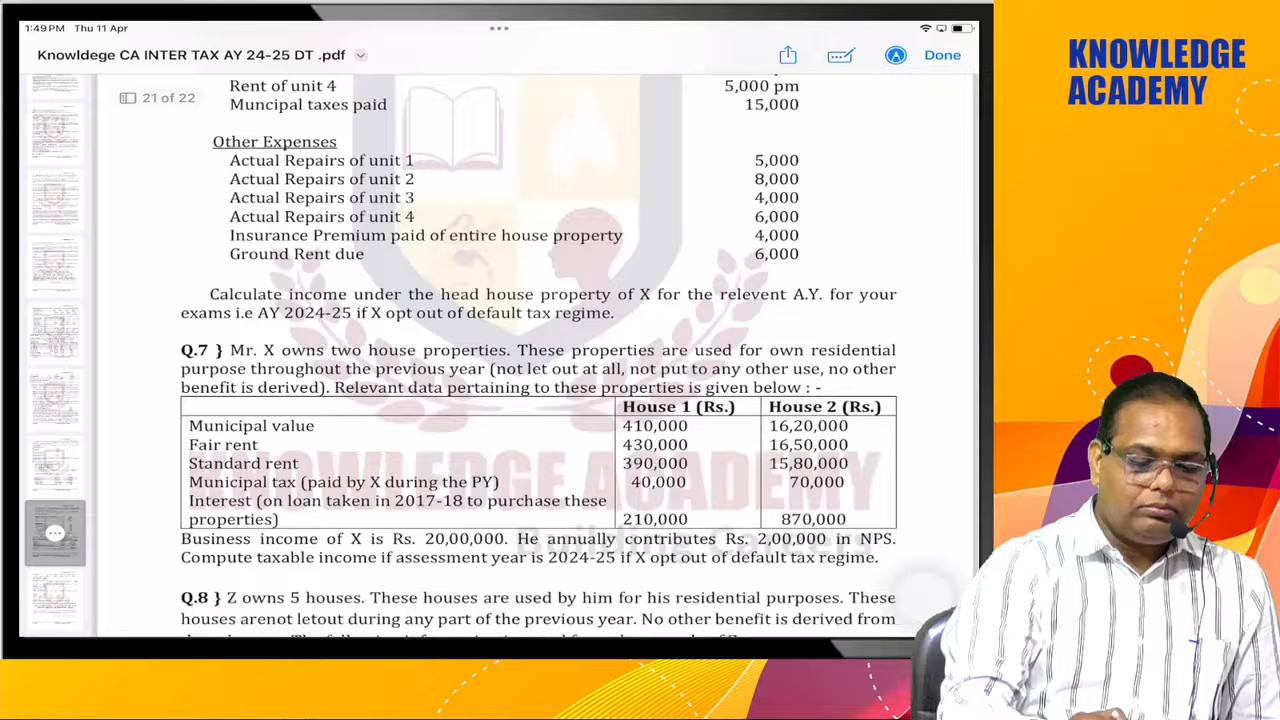 1:49 PM Thu 11 Apr
Knowldege CA INTER TAX AY 24-25 DT .pdf
Done
KNOWLEDGE
ACADEMY
21 of 22
Rent of unit 4 5,000 pm
Muncipal taxes paid 15,000
Other Expenses
Actual Repairs of unit 1 5,000
Actual Repairs of unit 8,000
Actual Repairs of unit 4,000
Actual Repairs of unit 6,000
Insurance Premium paid of entire house property 4,000
Ground Rent due 6,000
Calculate income under the head house property of X for the relevent A.Y. for your
examine AY 2024-25 if X opt out of default tax regime.
Q.7 } Mr. X owns two house properties. These properties are used for own residential
purpose throughout the previous year (not let out at all, not put to any other use, no other
benefit is derived). Relevant data pertaining to these properties is given below : -
House 1 (Rs.) House 2 (Rs.)
Municipal value 410,000 16,20,000
Fair rent 430,000 16,50,000
Standard rent 390,000 15,80,000
Municipal tax (paid by X during the PY) 40,000 70,000
Interest (on loan taken in 2017-18 to purchase these
properties) 210,000 870,000
Business income of X is Rs. 20,00000. He annually contributes Rs. 2,00,000 in NPS.
Compute taxable income if assessment year is 2024-25 if X opt out of default tax regime.
Q.8 } Z owns 5 houses. These houses are used by him for his residential purposes. These
houses arenot let out during any part of the previous year. No other benefit is derived from